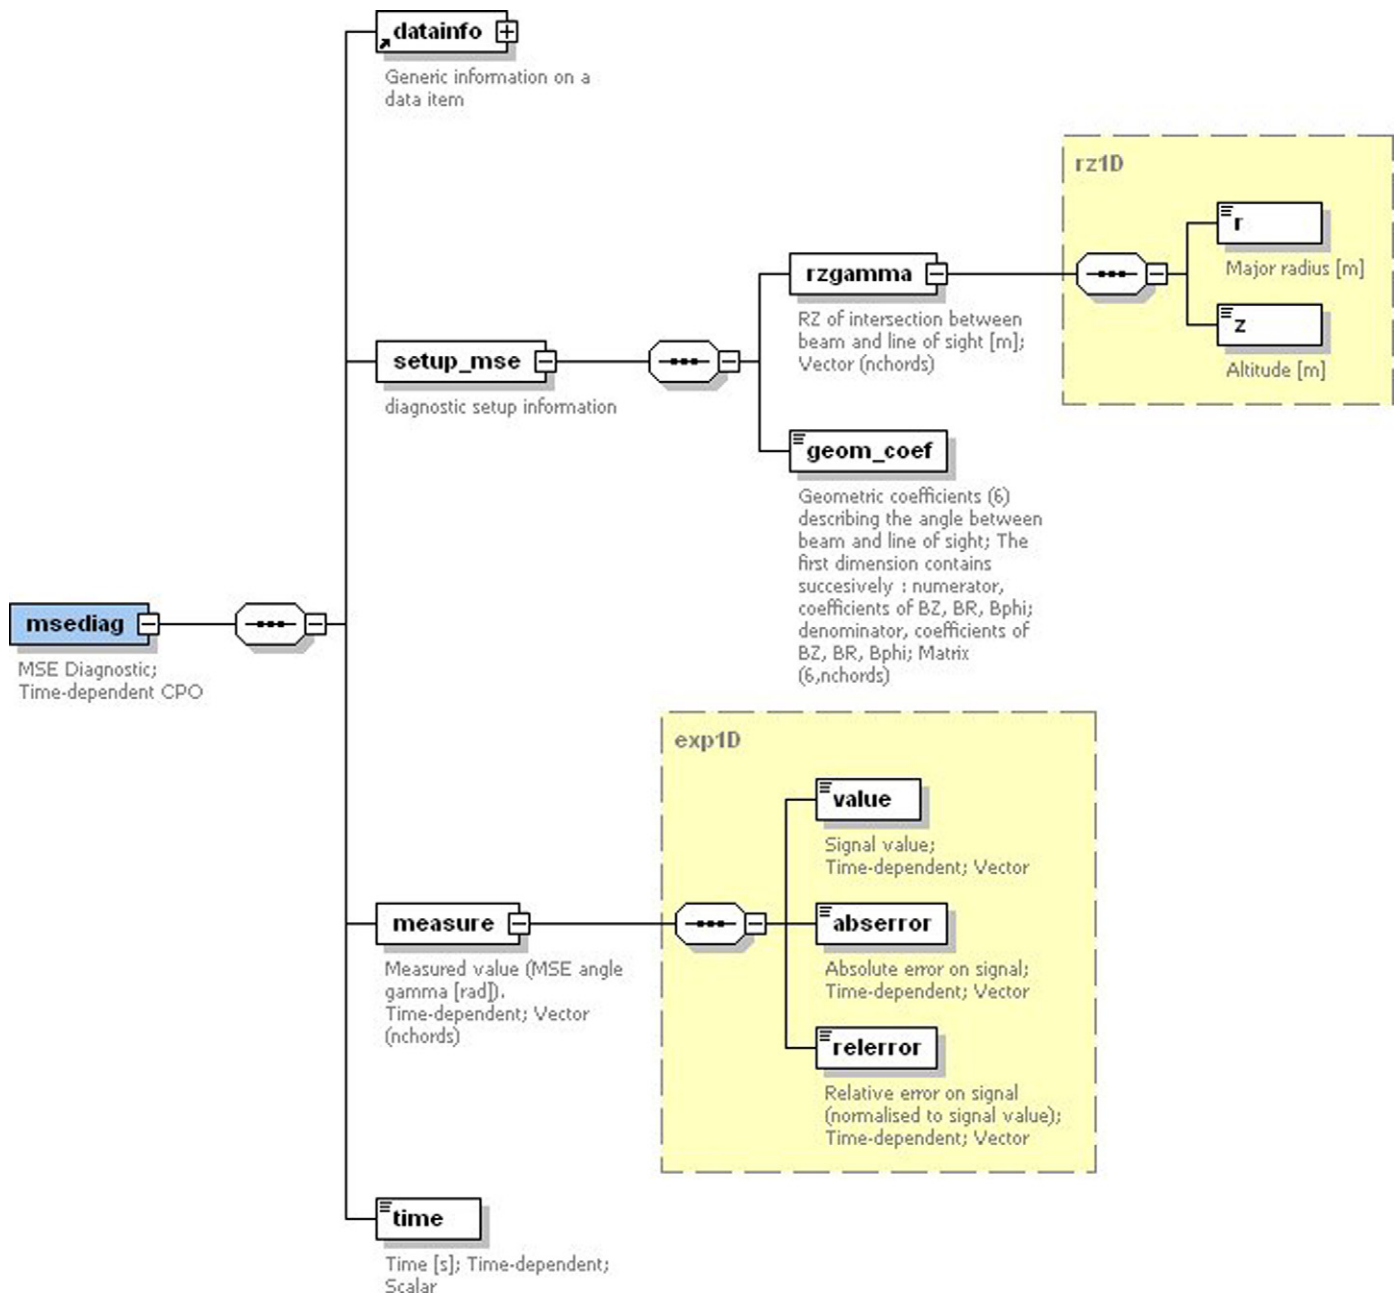 datainfo
Generic information on a
data item
rz1D
r
Major radius [m]
z
Altitude [m]
rzgamma
RZ of intersection between
beam and line of sight [m];
Vector (nchords)
setup_mse
diagnostic setup information
geom_coef
Geometric coefficients (6)
describing the angle between
beam and line of sight; The
first dimension contains
succesively : numerator,
coefficients of BZ, BR, Bphi;
denominator, coefficients of
BZ, BR, Bphi; Matrix
(6,nchords)
msediag
MSE Diagnostic;
Time-dependent CPO
exp1D
value
Signal value;
Time-dependent; Vector
measure
Measured value (MSE angle
gamma [rad]).
Time-dependent; Vector
(nchords)
abserror
Absolute error on signal;
Time-dependent; Vector
relerror
Relative error on signal
(normalised to signal value);
Time-dependent; Vector
time
Time [s]; Time-dependent;
Scalar